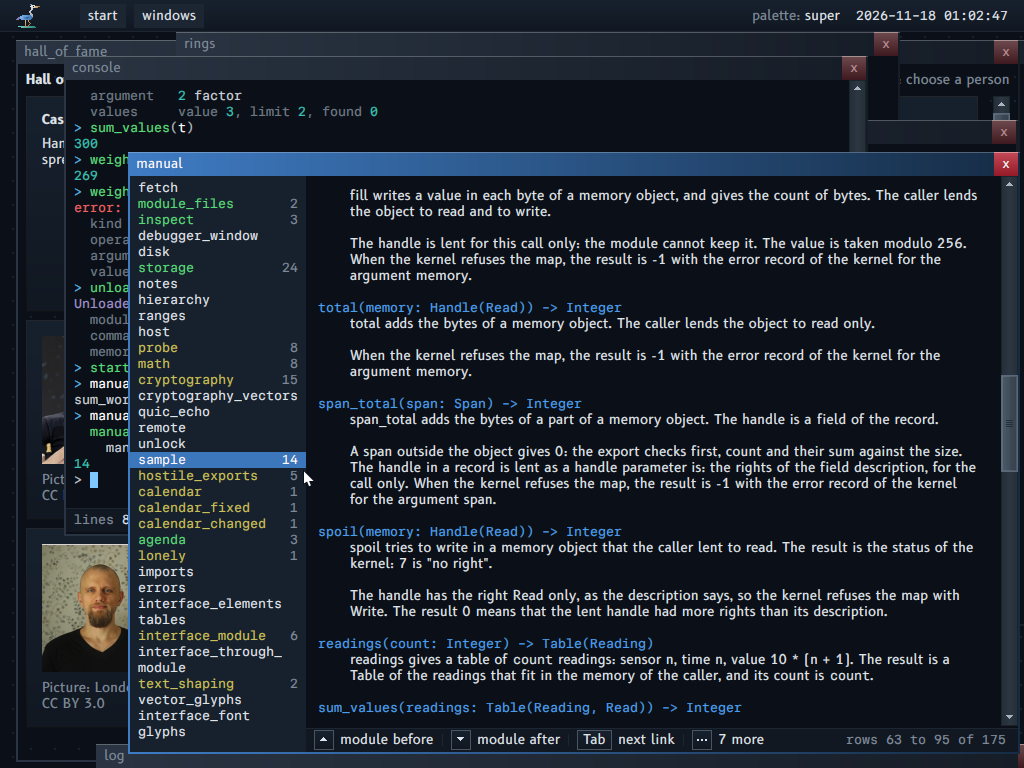 start windows palette: super 2026-11-18 01:02:47
rings x
hall_of_fame x
console x
Hall o
choose a person
argument 2 factor
values value 3, limit 2, found 0
> sum_values(t)
300
> weigh
269
> weigh
error:
kind
opera
argum
value
> unloa
Unloade
modul
comma
memor
> start
> manua
sum_wor
> manua
manua
man
14
>
lines 8
Cas
Han
spre
Pict
CC
Picture: Londo
CC BY 3.0
log
x
manual x
fetch
module_files 2
inspect 3
debugger_window
disk
storage 24
notes
hierarchy
ranges
host
probe 8
math 8
cryptography 15
cryptography_vectors
quic_echo
remote
unlock
sample 14
hostile_exports 5
calendar 1
calendar_fixed 1
calendar_changed 1
agenda 3
lonely 1
imports
errors
interface_elements
tables
interface_module 6
interface_through_
module
text_shaping 2
vector_glyphs
interface_font
glyphs
fill writes a value in each byte of a memory object, and gives the count of bytes. The caller lends
the object to read and to write.
The handle is lent for this call only: the module cannot keep it. The value is taken modulo 256.
When the kernel refuses the map, the result is -1 with the error record of the kernel for the
argument memory.
total(memory: Handle(Read)) -> Integer
total adds the bytes of a memory object. The caller lends the object to read only.
When the kernel refuses the map, the result is -1 with the error record of the kernel for the
argument memory.
span_total(span: Span) -> Integer
span_total adds the bytes of a part of a memory object. The handle is a field of the record.
A span outside the object gives 0: the export checks first, count and their sum against the size.
The handle in a record is lent as a handle parameter is: the rights of the field description, for the
call only. When the kernel refuses the map, the result is -1 with the error record of the kernel
for the argument span.
spoil(memory: Handle(Read)) -> Integer
spoil tries to write in a memory object that the caller lent to read. The result is the status of the
kernel: 7 is "no right".
The handle has the right Read only, as the description says, so the kernel refuses the map with
Write. The result 0 means that the lent handle had more rights than its description.
readings(count: Integer) -> Table(Reading)
readings gives a table of count readings: sensor n, time n, value 10 * (n + 1). The result is a
Table of the readings that fit in the memory of the caller, and its count is count.
sum_values(readings: Table(Reading, Read)) -> Integer
module before module after Tab next link ... 7 more rows 63 to 95 of 175